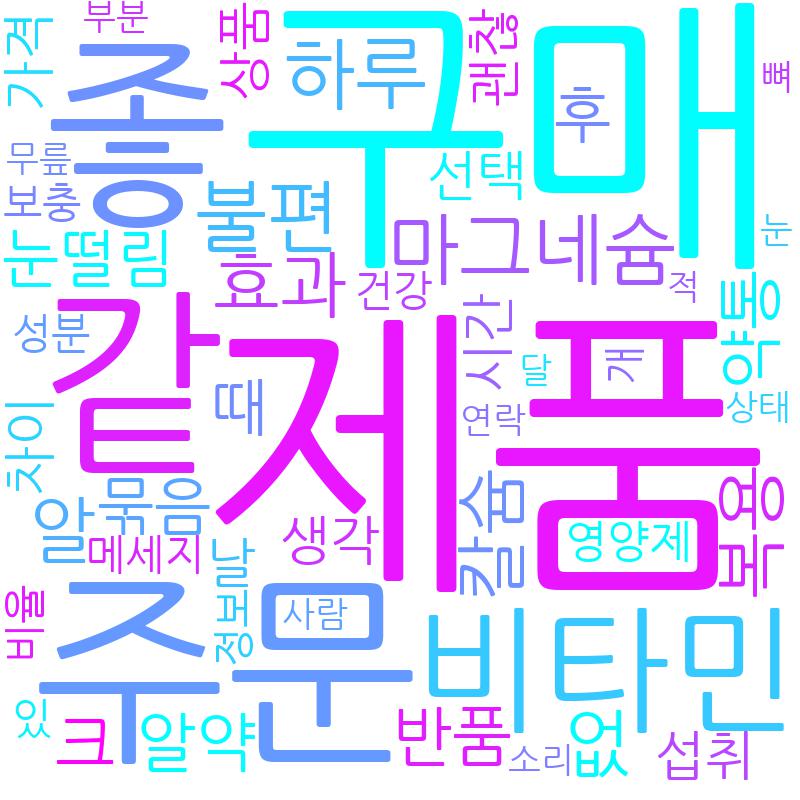 부분
가격
상품
하루
구매
괜찮
뼈
좋
후
선택
무릎
보충
불편
마그네슘
눈
눈떨림
효과
건강
적
약통
성분
같
제품
시간
개
달
때
상태
연락
차이
알
묶음
생각
칼슘
영양제
복용
메세지
날
비율
정보
주문
사람
비타민
있
크
알약
반품
소리
없
섭취